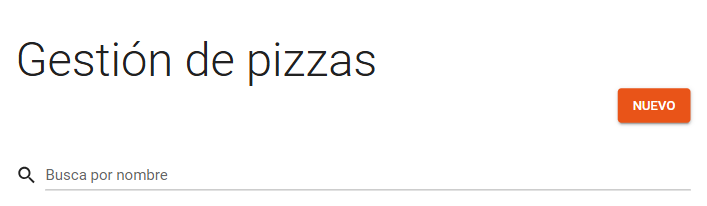 Gestión de pizzas
NUEVO
Busca por nombre